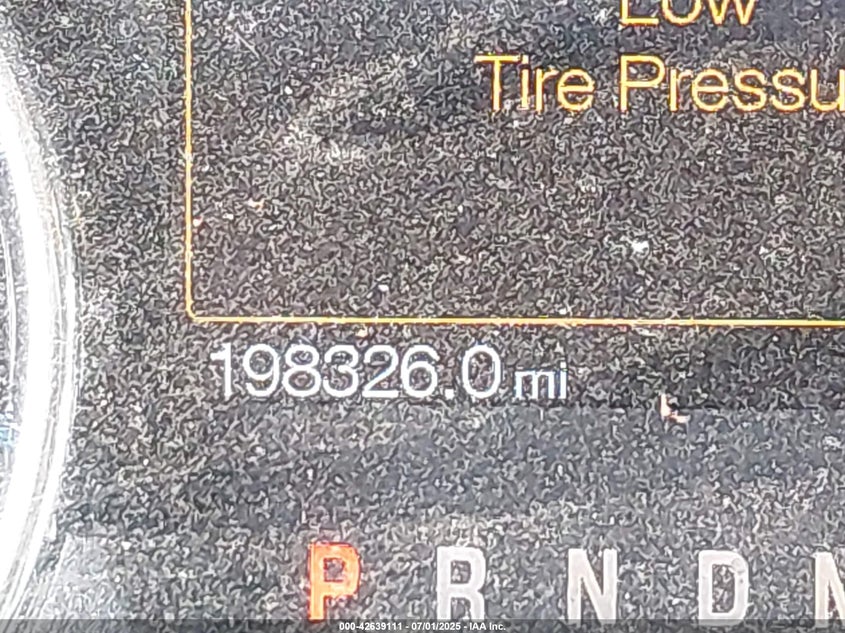 Low
Tire Pressu
198326.0 mi
P R N D M
000-42639111 - 07/01/2025 - IAA Inc.